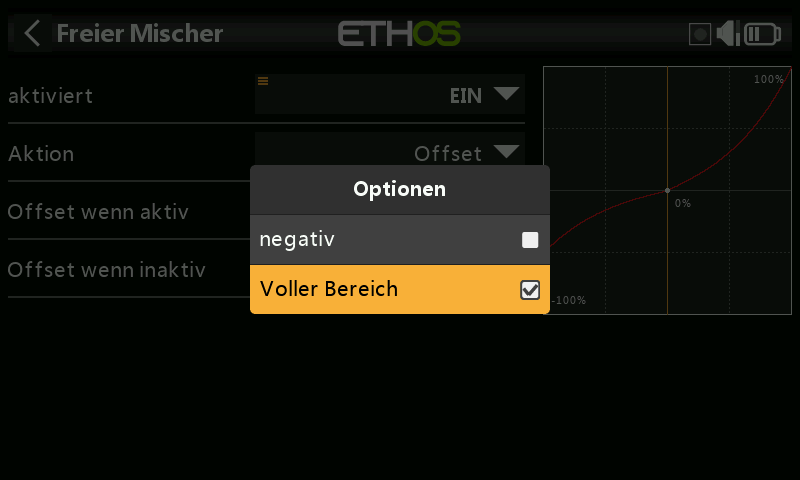 Freier Mischer
ETHOS
aktiviert
EIN
100%
Aktion
Offset
Optionen
0%
Offset wenn aktiv
negativ
Offset wenn inaktiv
Voller Bereich
-100%